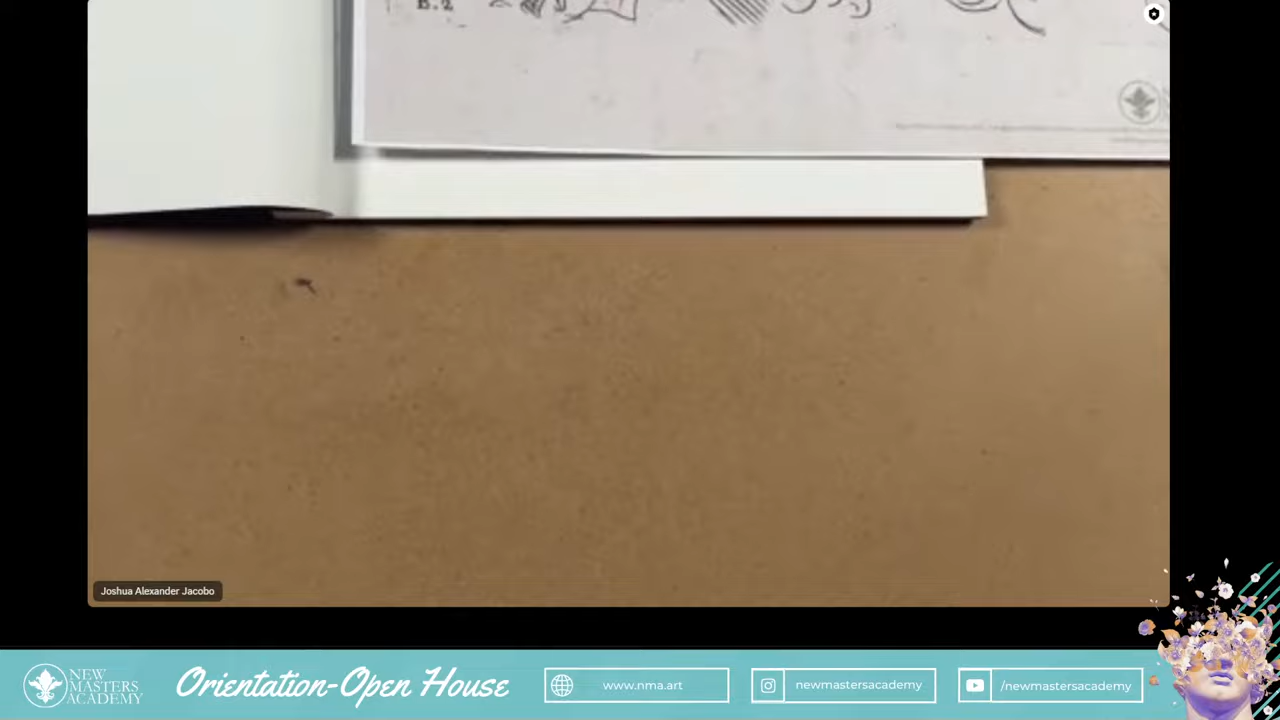 B.2
Joshua Alexander Jacobo
NEW
MASTERS
ACADEMY
Orientation-Open House
www.nma.art
newmastersacademy
/newmastersacademy